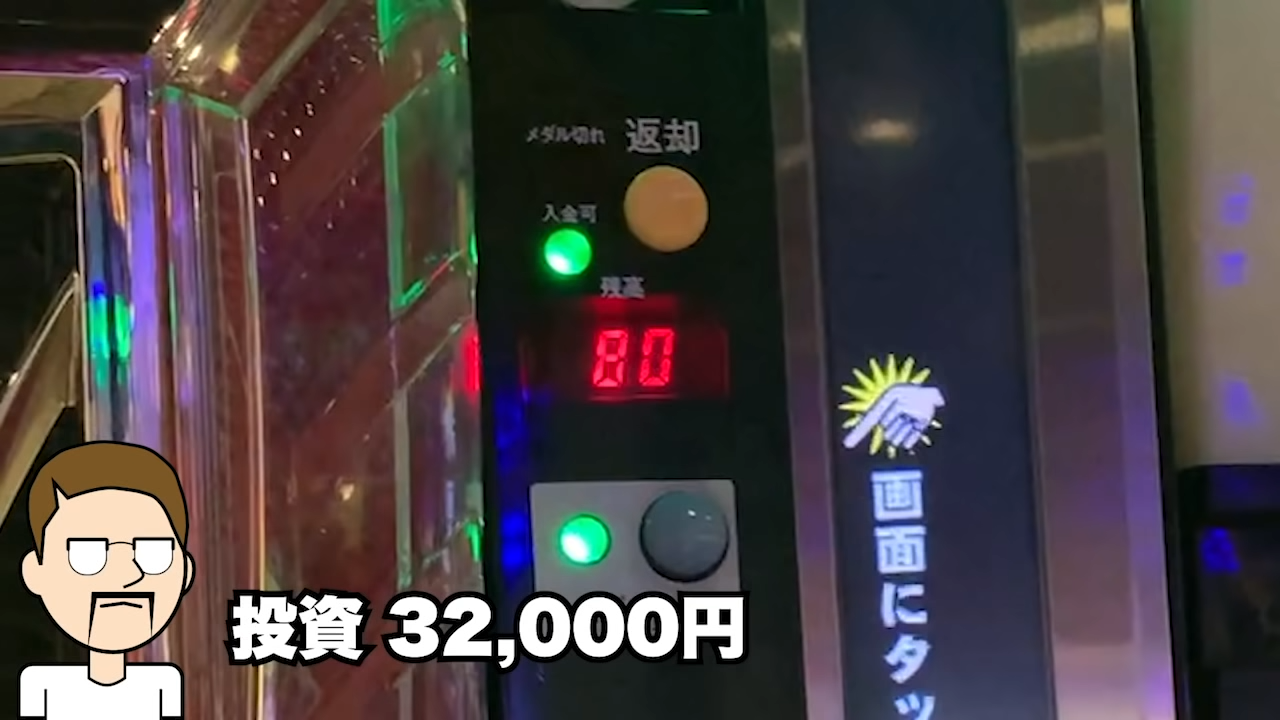 メダル切れ
返却
入金可
残高
80
画面にタッ
投資 32,000円